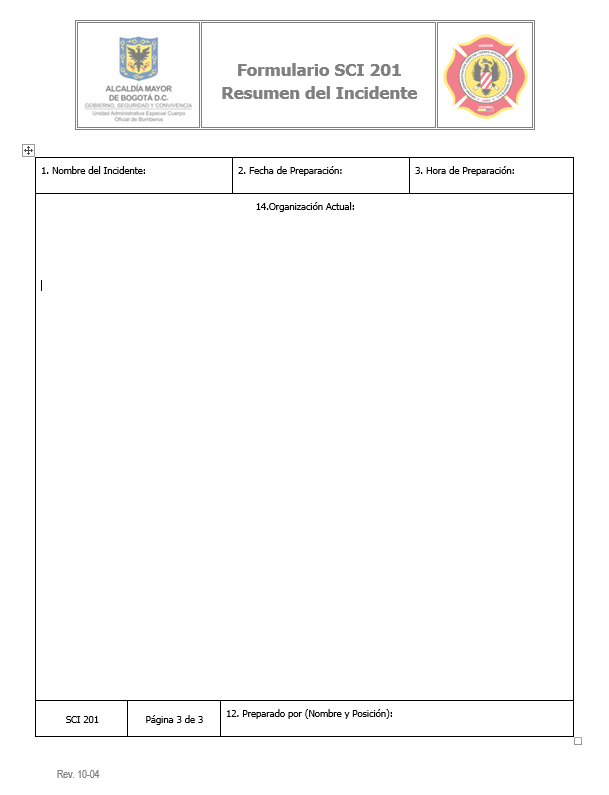 ALCALDÍA MAYOR
DE BOGOTÁ D.C.
GOBIERNO, SEGURIDAD Y CONVIVENCIA
Unidad Administrativa Especial Cuerpo
Oficial de Bomberos
Formulario SCI 201
Resumen del Incidente
1. Nombre del Incidente:
2. Fecha de Preparación:
3. Hora de Preparación:
14.Organización Actual:
SCI 201
Página 3 de 3
12. Preparado por (Nombre y Posición):
Rev. 10-04